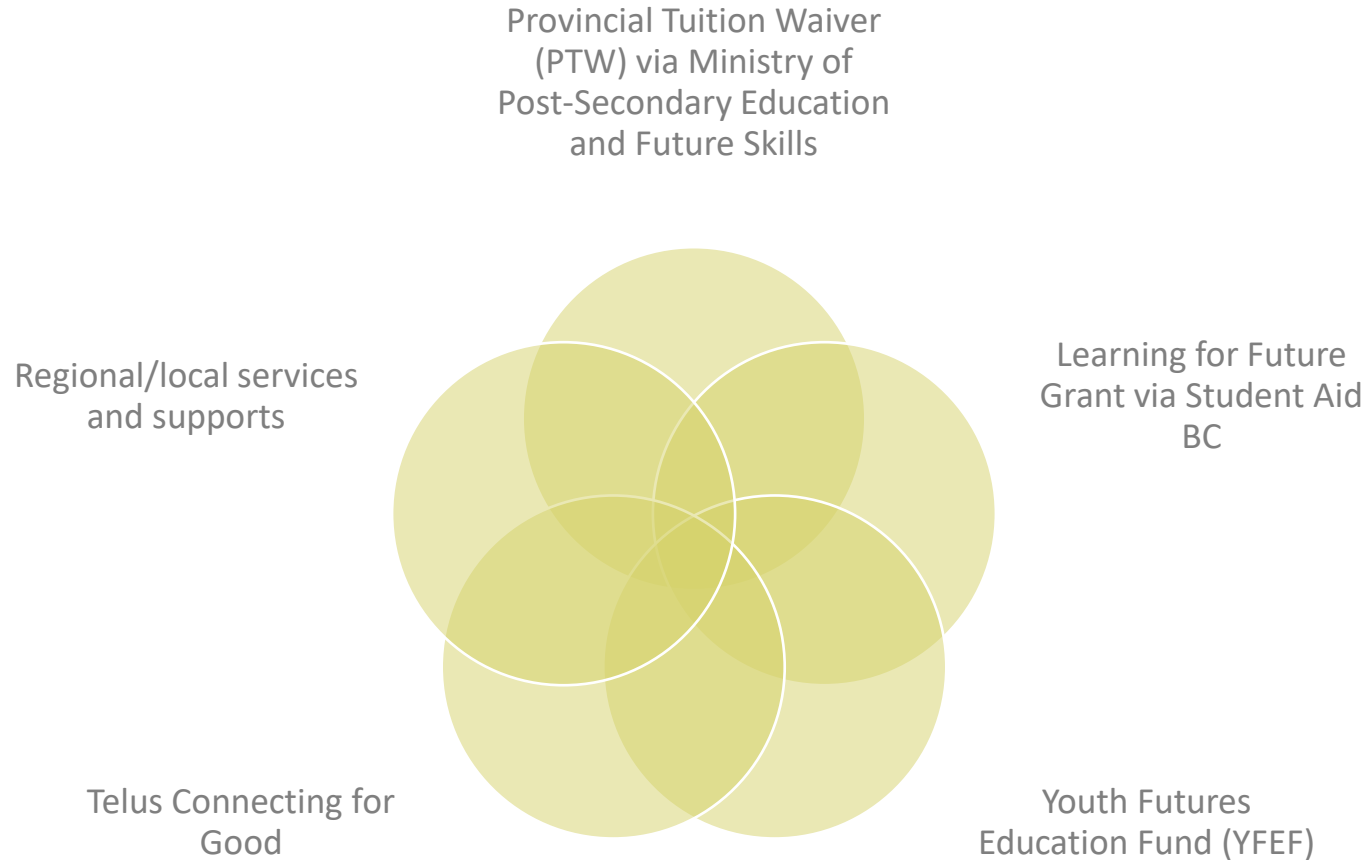 Provincial Tuition Waiver
(PTW) via Ministry of
Post-Secondary Education
and Future Skills
Regional/local services
and supports
Learning for Future
Grant via Student Aid
BC
Telus Connecting for
Good
Youth Futures
Education Fund (YFEF)